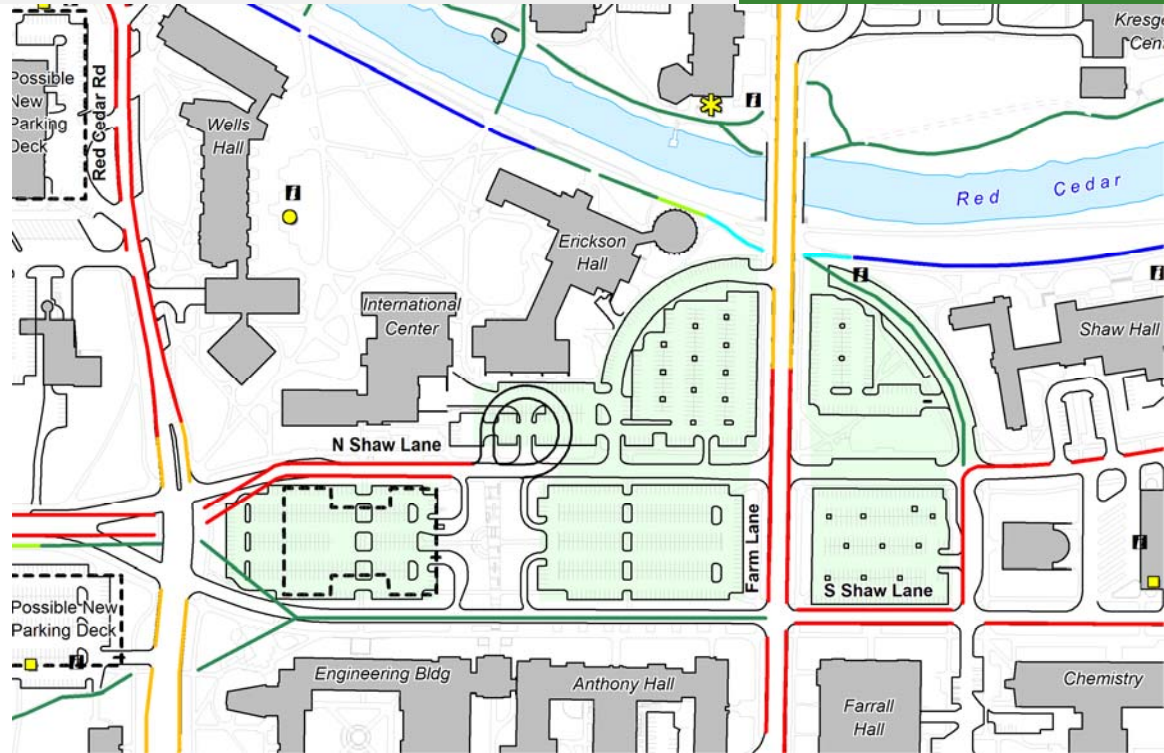 Kresge
Cen
Possible
New
Parking
Deck
Red Cedar Rd
Wells
Hall
Red Cedar
Erickson
Hall
International
Center
Shaw Hall
N Shaw Lane
Farm Lane
S Shaw Lane
Possible New
Parking Deck
Engineering Bldg
Anthony Hall
Farrall
Hall
Chemistry